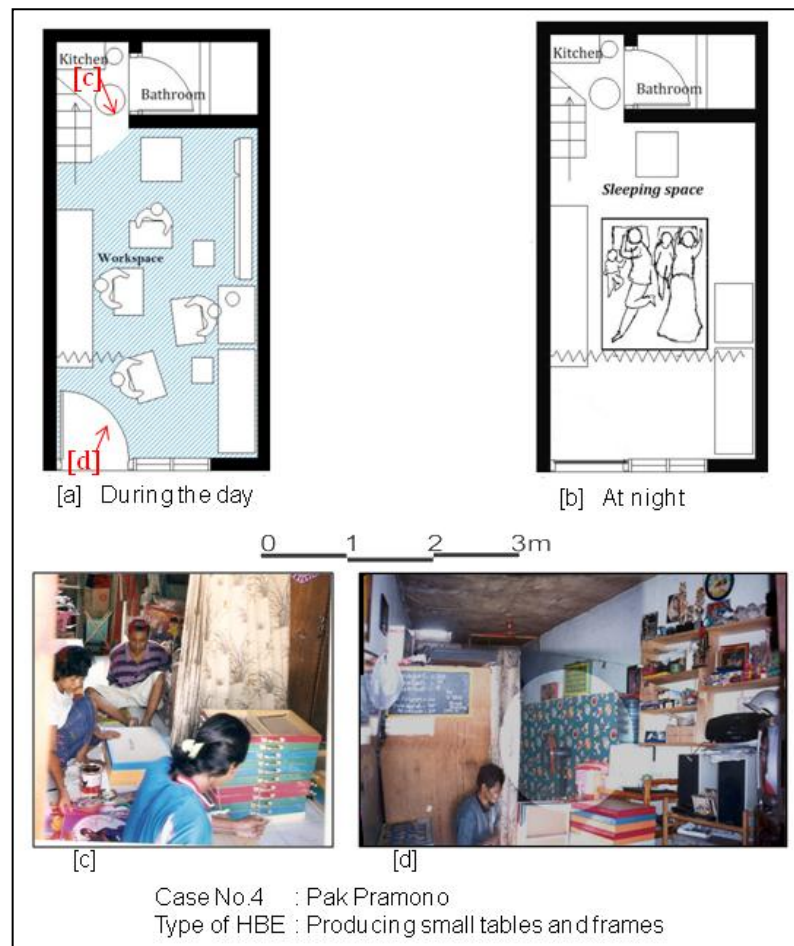 Kitchen
[c]
Bathroom
Workspace
[d]
[a] During the day
Kitchen
Bathroom
Sleeping space
[b] At night
0 1 2 3m
[c]
[d]
Case No.4 : Pak Pramono
Type of HBE : Producing small tables and frames